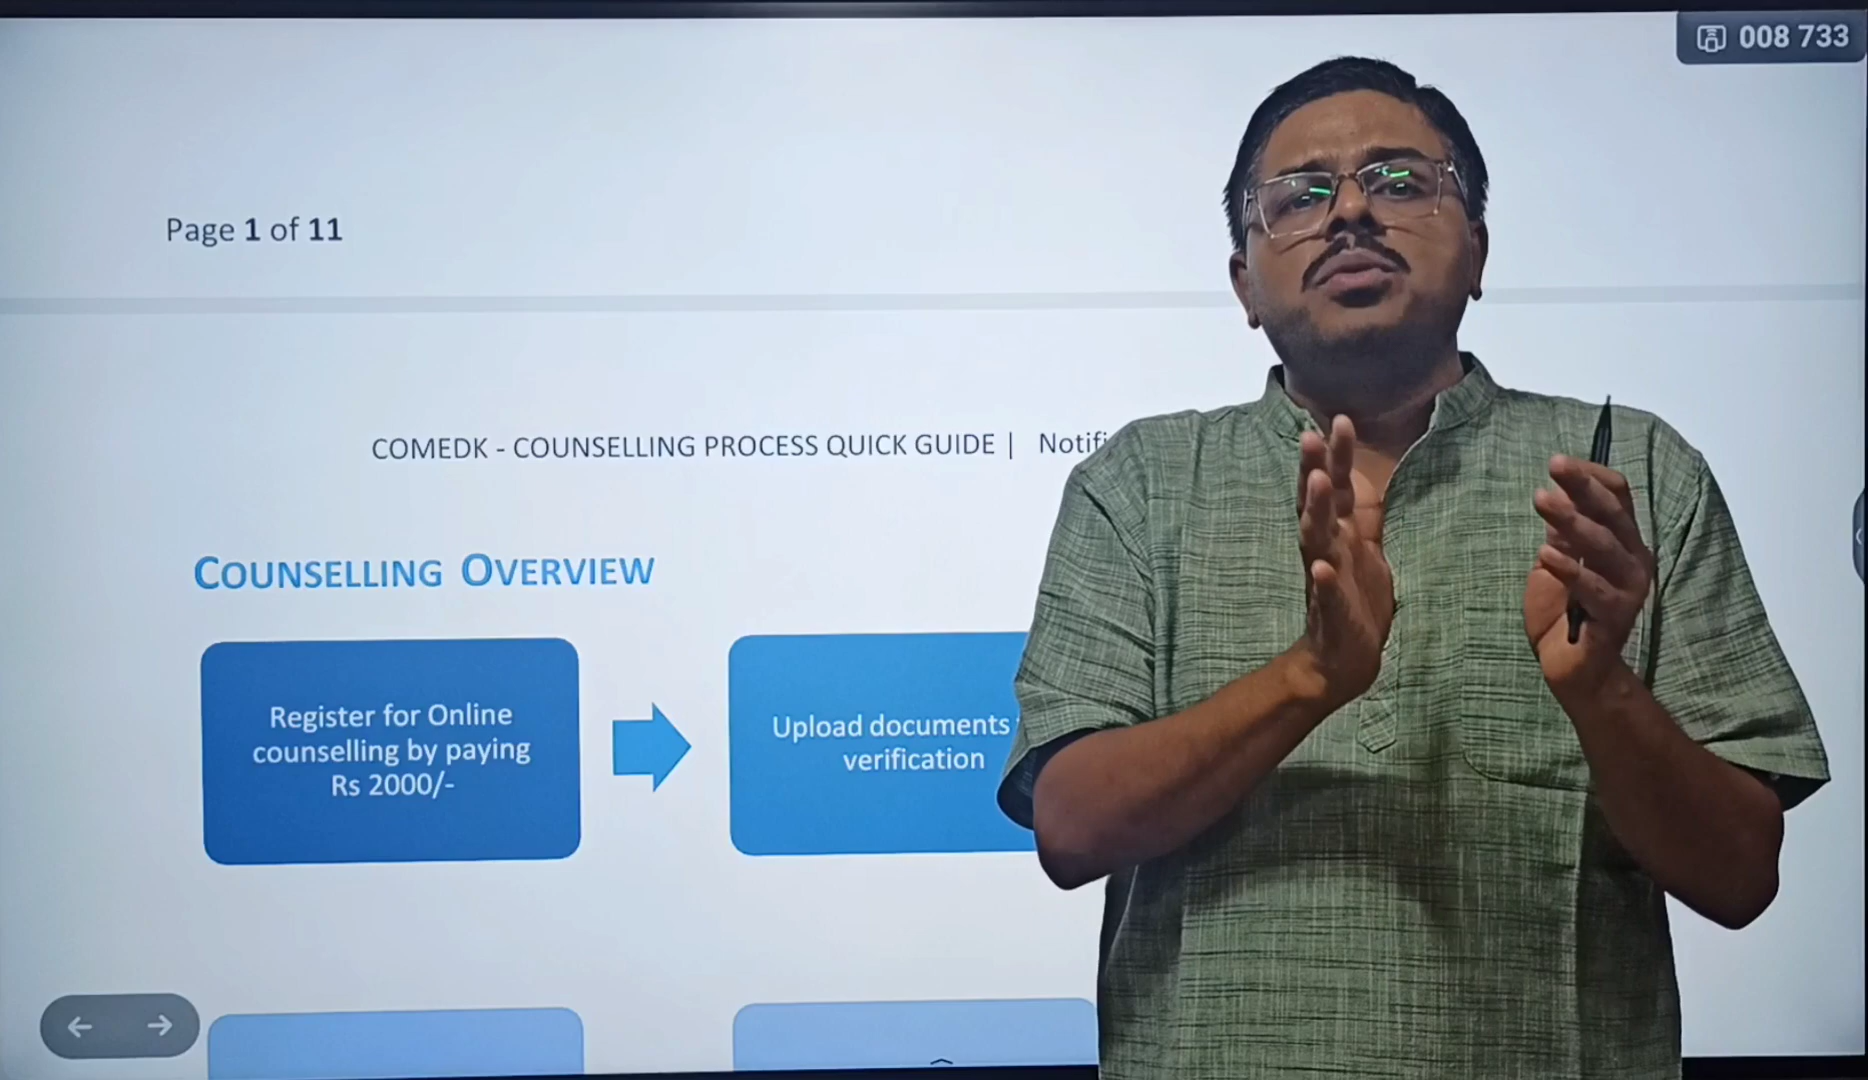 008 733
Page 1 of 11
COMEDK - COUNSELLING PROCESS QUICK GUIDE |
COUNSELLING OVERVIEW
Register for Online
counselling by paying
Rs 2000/-
Upload documents
verification